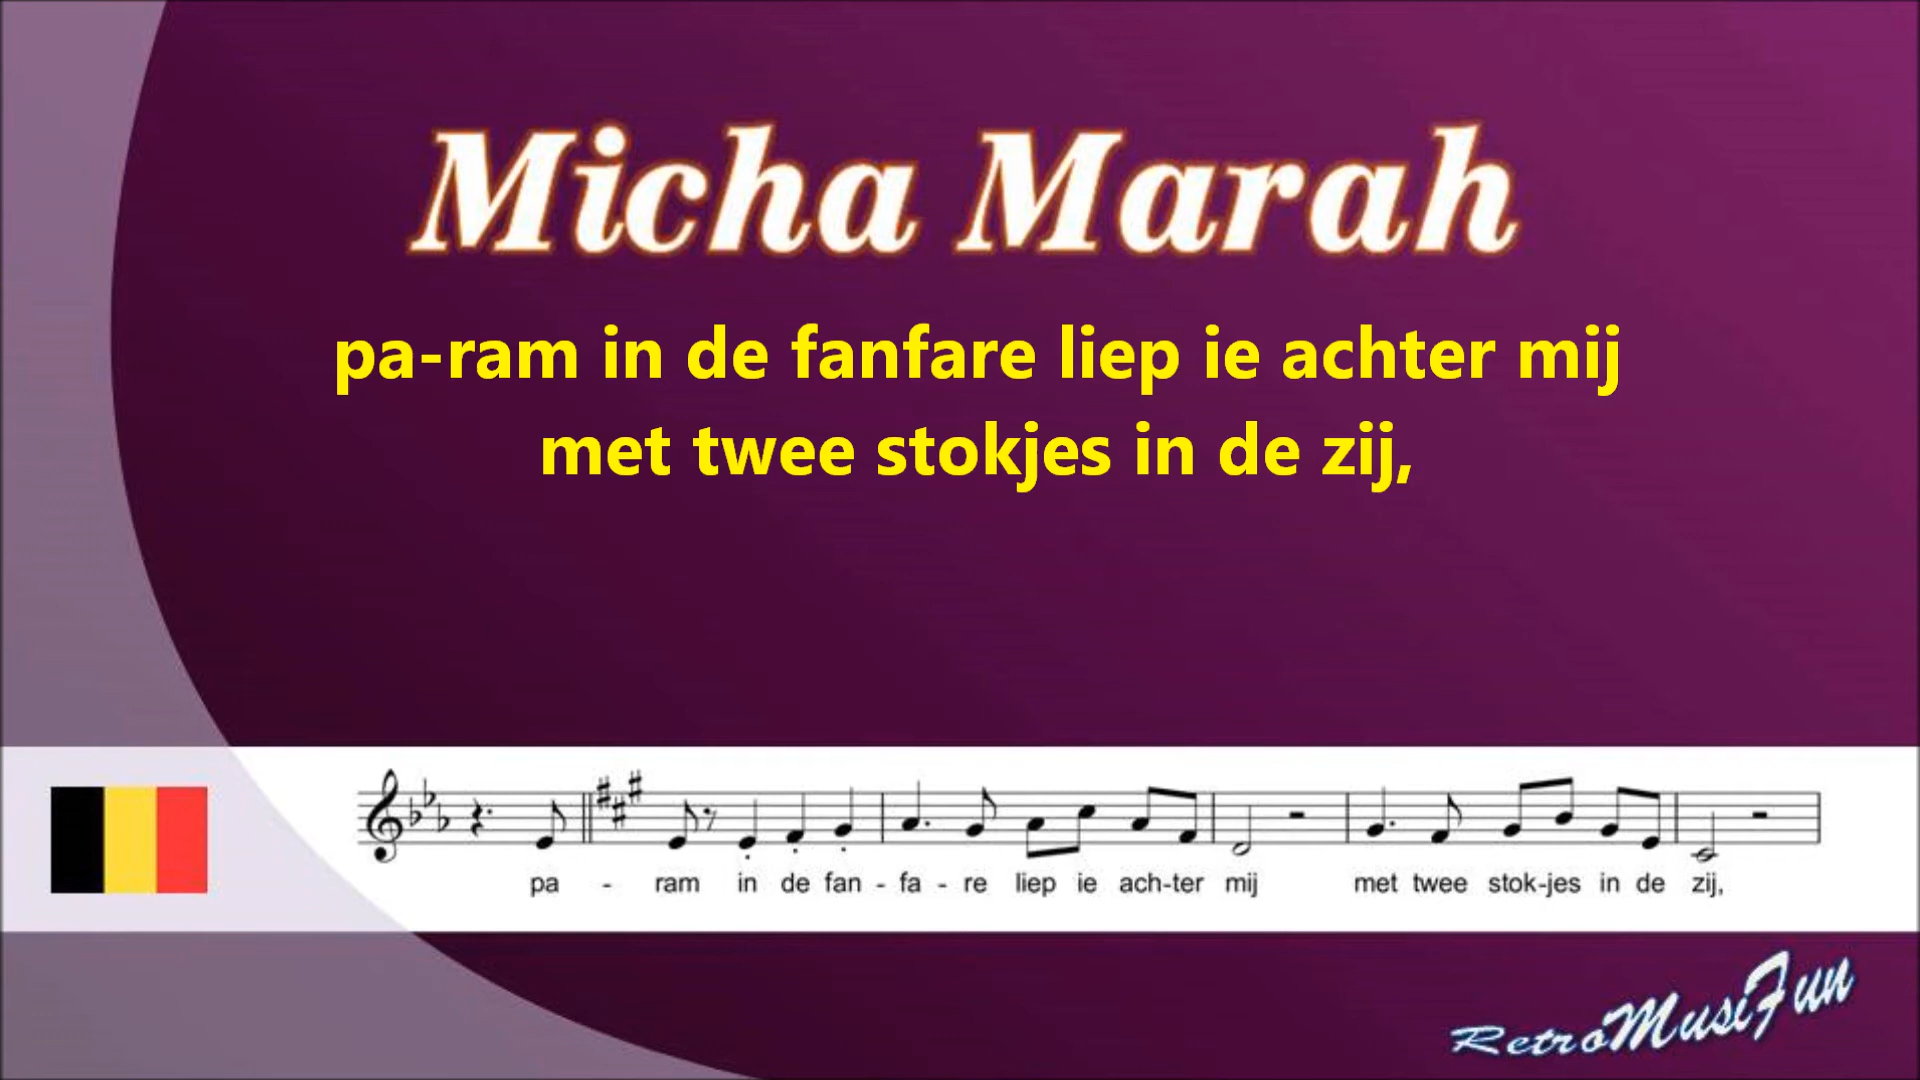 Micha Marah
pa-ram in de fanfare liep ie achter mij
met twee stokjes in de zij,
pa - ram in de fan - fa - re liep ie ach-ter mij met twee stok-jes in de zij,
RetroMusiFun